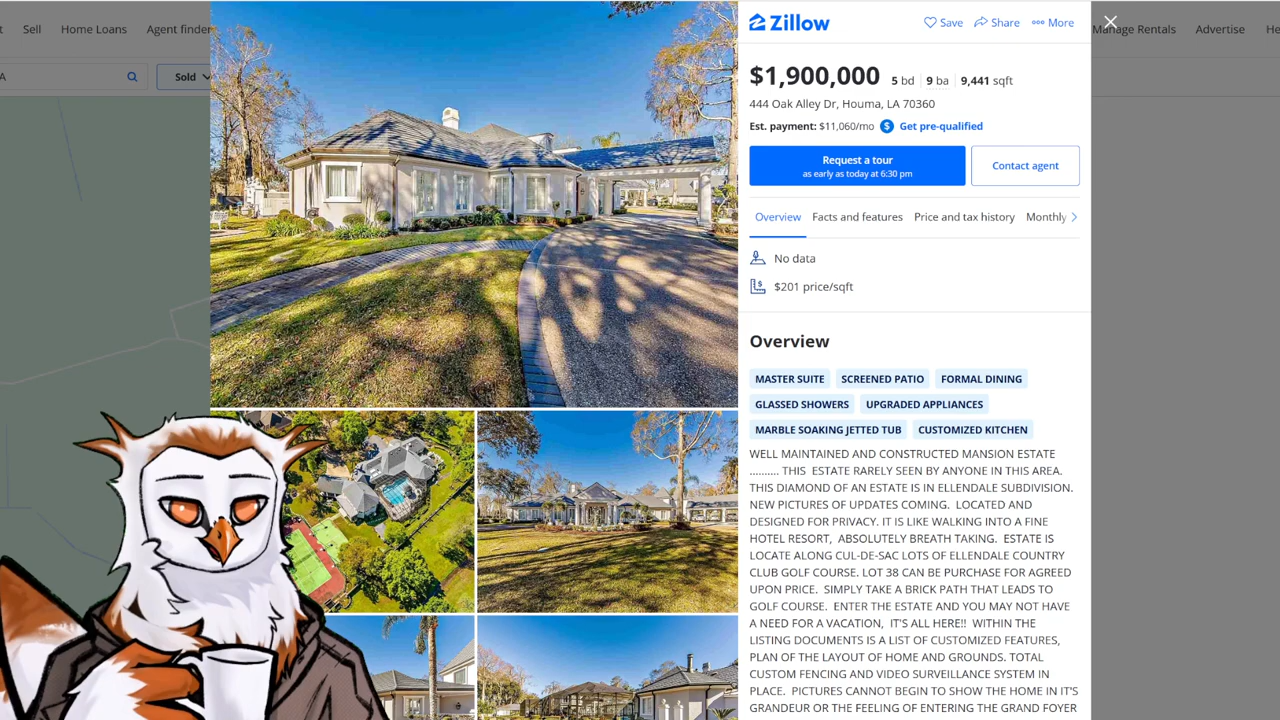 t
Sell
Home Loans
Agent finder
Manage Rentals
Advertise
He
A
Sold
Zillow
Save
Share
More
$1,900,000 5 bd 9 ba 9,441 sqft
444 Oak Alley Dr, Houma, LA 70360
Est. payment: $11,060/mo $ Get pre-qualified
Request a tour
as early as today at 6:30 pm
Contact agent
Overview Facts and features Price and tax history Monthly
No data
$201 price/sqft
Overview
MASTER SUITE SCREENED PATIO FORMAL DINING
GLASSED SHOWERS UPGRADED APPLIANCES
MARBLE SOAKING JETTED TUB CUSTOMIZED KITCHEN
WELL MAINTAINED AND CONSTRUCTED MANSION ESTATE
.......... THIS ESTATE RARELY SEEN BY ANYONE IN THIS AREA.
THIS DIAMOND OF AN ESTATE IS IN ELLENDALE SUBDIVISION.
NEW PICTURES OF UPDATES COMING. LOCATED AND
DESIGNED FOR PRIVACY. IT IS LIKE WALKING INTO A FINE
HOTEL RESORT, ABSOLUTELY BREATH TAKING. ESTATE IS
LOCATE ALONG CUL-DE-SAC LOTS OF ELLENDALE COUNTRY
CLUB GOLF COURSE. LOT 38 CAN BE PURCHASE FOR AGREED
UPON PRICE. SIMPLY TAKE A BRICK PATH THAT LEADS TO
GOLF COURSE. ENTER THE ESTATE AND YOU MAY NOT HAVE
A NEED FOR A VACATION, IT'S ALL HERE!! WITHIN THE
LISTING DOCUMENTS IS A LIST OF CUSTOMIZED FEATURES,
PLAN OF THE LAYOUT OF HOME AND GROUNDS. TOTAL
CUSTOM FENCING AND VIDEO SURVEILLANCE SYSTEM IN
PLACE. PICTURES CANNOT BEGIN TO SHOW THE HOME IN IT'S
GRANDEUR OR THE FEELING OF ENTERING THE GRAND FOYER